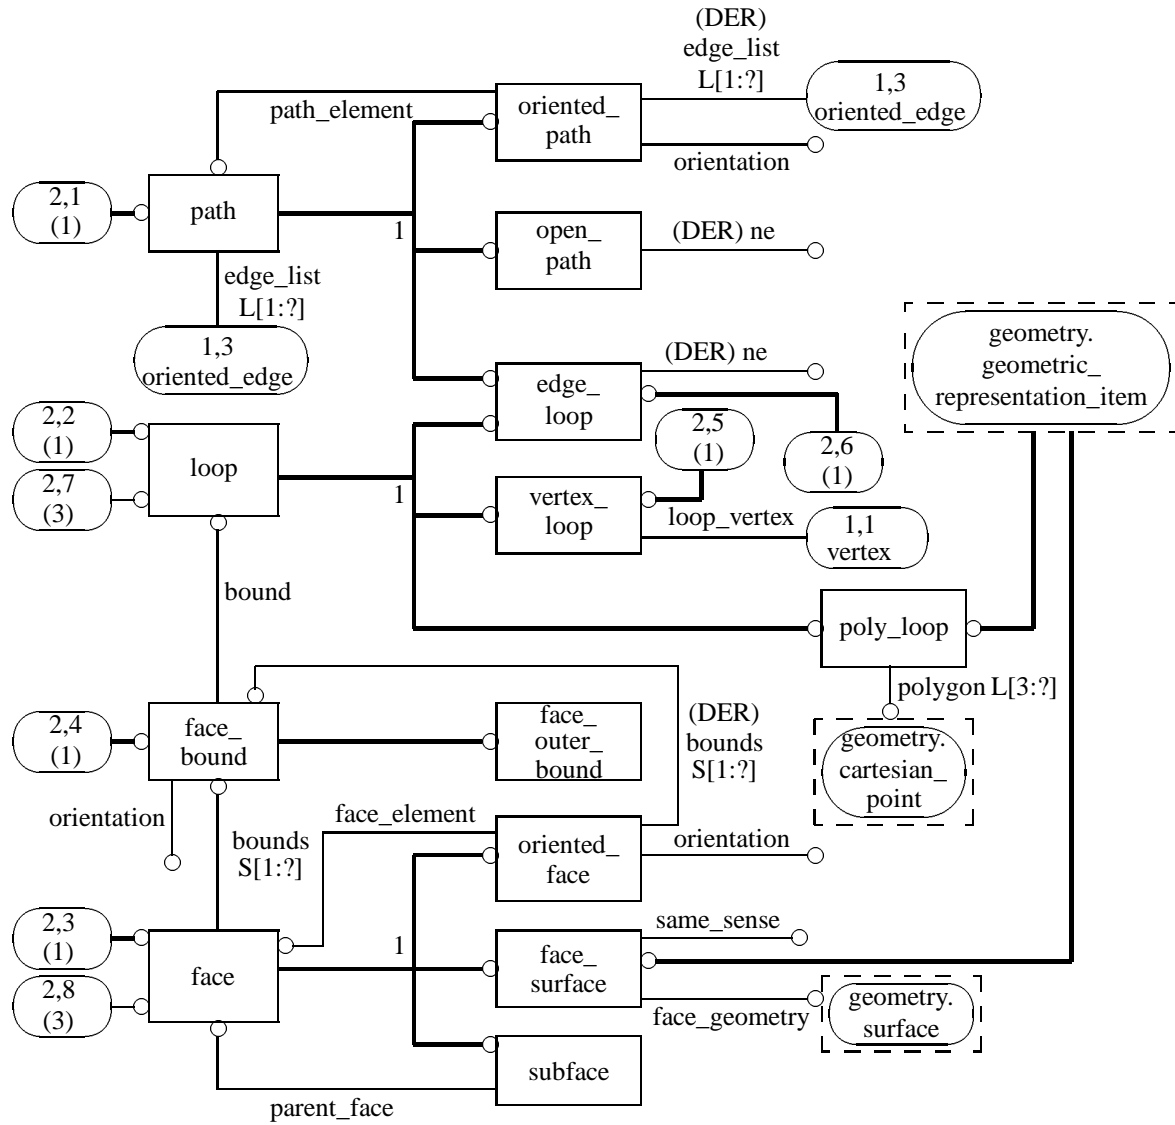 (DER)
edge_list
L[1:?]
1,3
oriented_edge
path_element
oriented_
path
orientation
2,1
(1)
path
1
open_
path
(DER) ne
edge_list
L[1:?]
1,3
oriented_edge
geometry.
geometric_
representation_item
(DER) ne
edge_
loop
2,2
(1)
loop
2,7
(3)
1
2,5
(1)
2,6
(1)
vertex_
loop
loop_vertex
1,1
vertex
bound
poly_loop
polygon L[3:?]
2,4
(1)
face_
bound
face_
outer_
bound
(DER)
bounds
S[1:?]
geometry.
cartesian_
point
orientation
bounds
S[1:?]
face_element
oriented_
face
orientation
2,3
(1)
face
2,8
(3)
1
face_
surface
same_sense
face_geometry
geometry.
surface
subface
parent_face